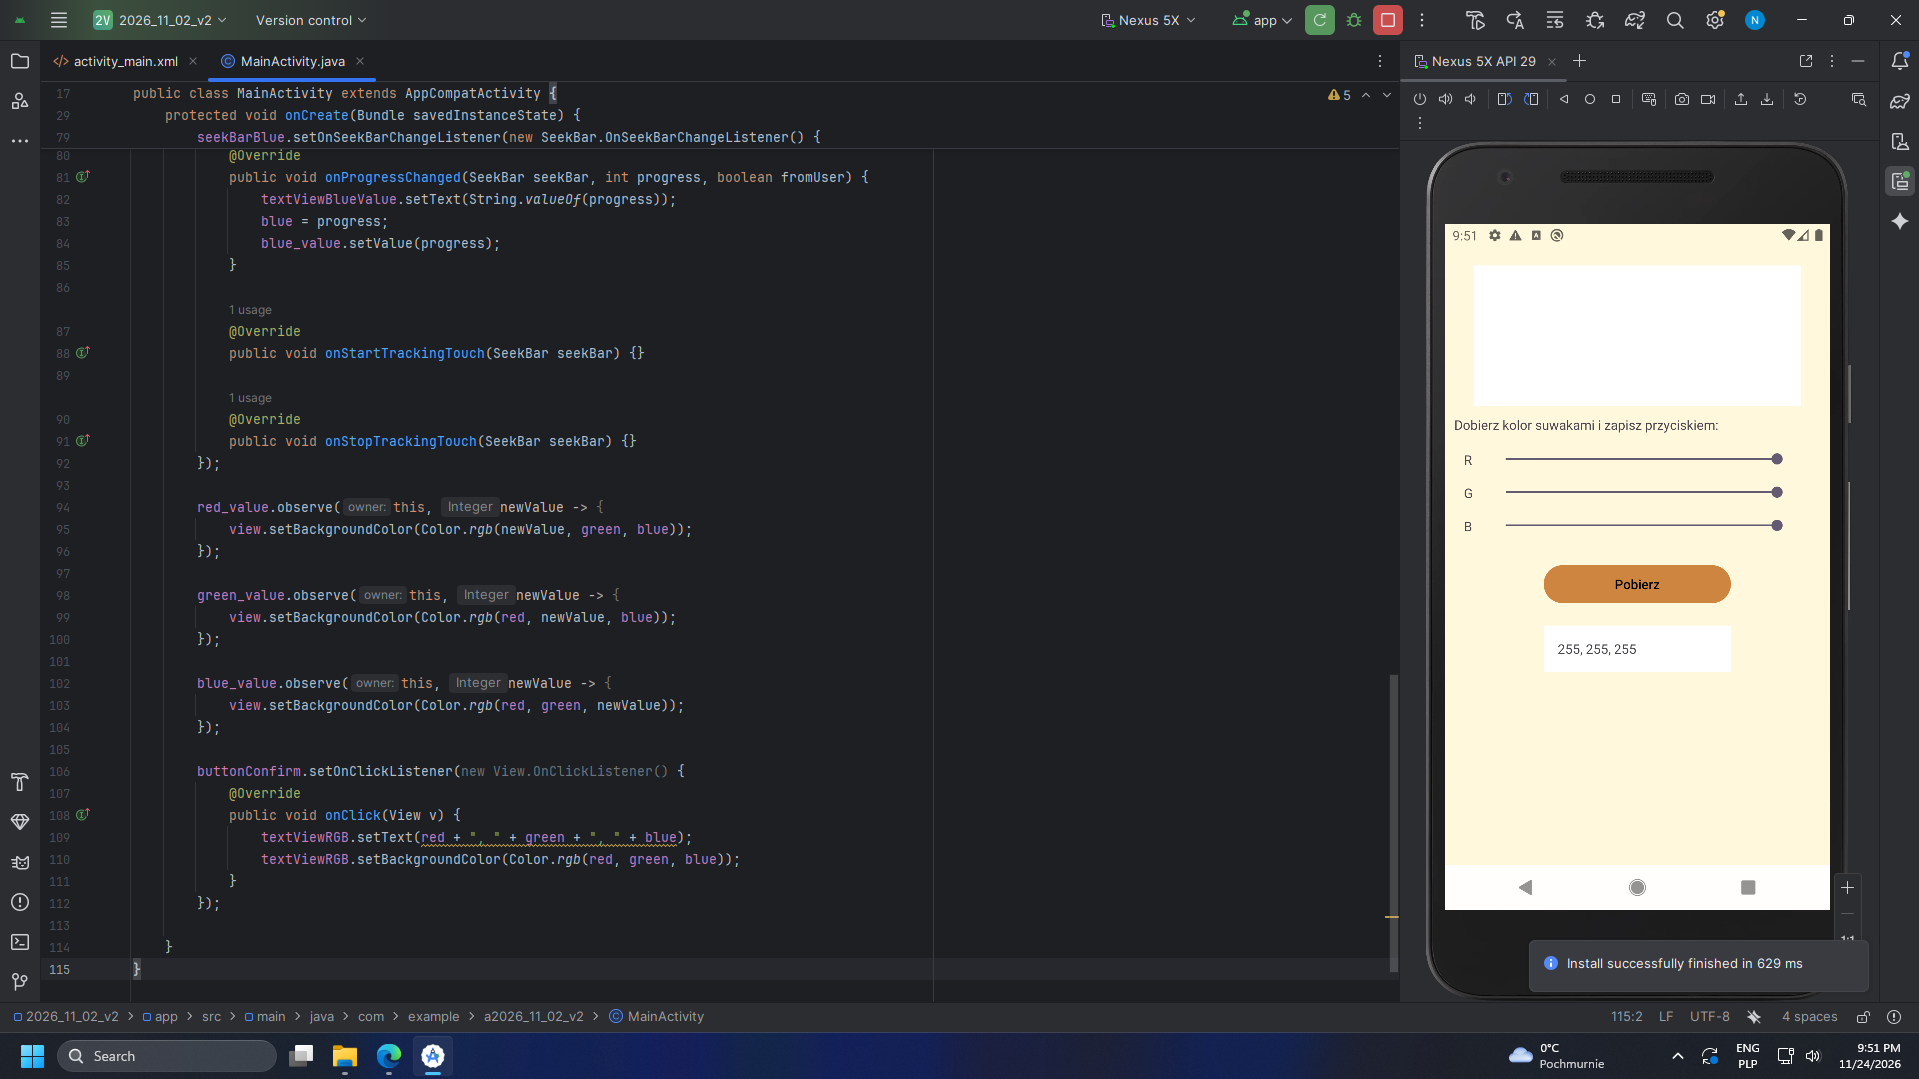 2V 2026_11_02_v2 Version control Nexus 5X app N
activity_main.xml MainActivity.java Nexus 5X API 29
17 public class MainActivity extends AppCompatActivity { 5
29 protected void onCreate(Bundle savedInstanceState) {
79 seekBarBlue.setOnSeekBarChangeListener(new SeekBar.OnSeekBarChangeListener() {
80 @Override
81 public void onProgressChanged(SeekBar seekBar, int progress, boolean fromUser) {
82 textViewBlueValue.setText(String.valueOf(progress));
83 blue = progress;
84 blue_value.setValue(progress);
85 }
86
1 usage
87 @Override
88 public void onStartTrackingTouch(SeekBar seekBar) {}
89
1 usage
90 @Override
91 public void onStopTrackingTouch(SeekBar seekBar) {}
92 });
93
94 red_value.observe( owner: this, Integer newValue -> {
95 view.setBackgroundColor(Color.rgb(newValue, green, blue));
96 });
97
98 green_value.observe( owner: this, Integer newValue -> {
99 view.setBackgroundColor(Color.rgb(red, newValue, blue));
100 });
101
102 blue_value.observe( owner: this, Integer newValue -> {
103 view.setBackgroundColor(Color.rgb(red, green, newValue));
104 });
105
106 buttonConfirm.setOnClickListener(new View.OnClickListener() {
107 @Override
108 public void onClick(View v) {
109 textViewRGB.setText(red + ", " + green + ", " + blue);
110 textViewRGB.setBackgroundColor(Color.rgb(red, green, blue));
111 }
112 });
113
114 }
115 }
9:51
Dobierz kolor suwakami i zapisz przyciskiem:
R
G
B
Pobierz
255, 255, 255
Install successfully finished in 629 ms
2026_11_02_v2 > app > src > main > java > com > example > a2026_11_02_v2 > MainActivity 115:2 LF UTF-8 4 spaces
Search
0°C
Pochmurnie
ENG
PLP
9:51 PM
11/24/2026